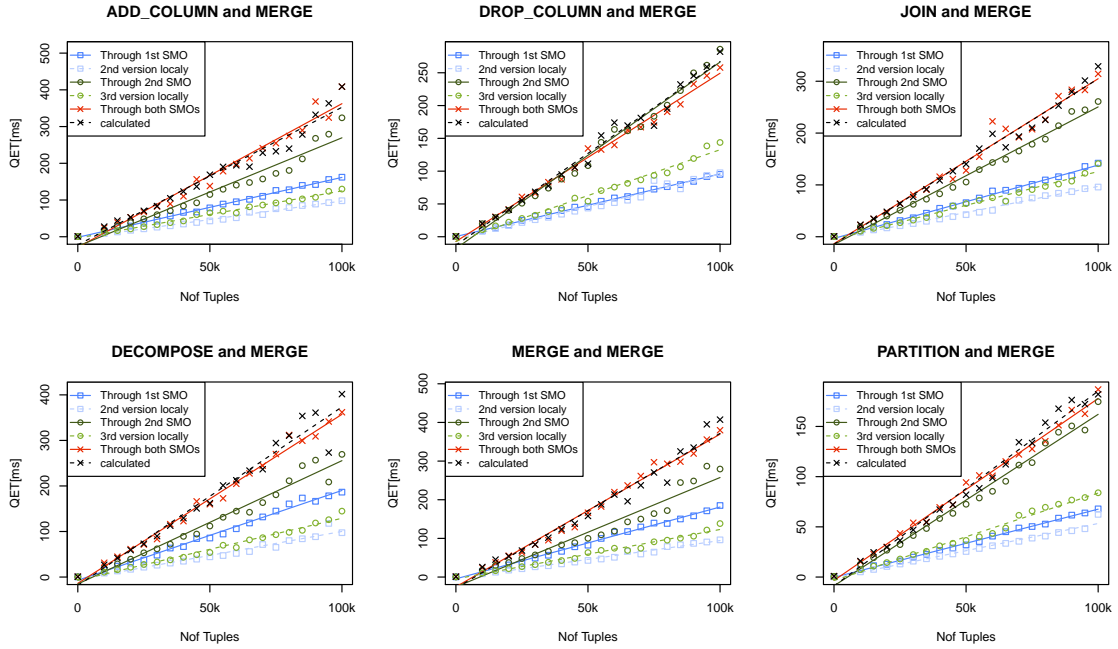 ADD_COLUMN and MERGE
Through 1st SMO
2nd version localy
Through 2nd SMO
3rd version locally
Through both SMOs
calculated
QET[ms]
0
100
200
300
400
500
0
50k
100k
Nof Tuples
DROP_COLUMN and MERGE
Through 1st SMO
2nd version localy
Through 2nd SMO
3rd version locally
Through both SMOs
calculated
QET[ms]
0
50
100
150
200
250
0
50k
100k
Nof Tuples
JOIN and MERGE
Through 1st SMO
2nd version localy
Through 2nd SMO
3rd version locally
Through both SMOs
calculated
QET[ms]
0
100
200
300
0
50k
100k
Nof Tuples
DECOMPOSE and MERGE
Through 1st SMO
2nd version localy
Through 2nd SMO
3rd version locally
Through both SMOs
calculated
QET[ms]
0
100
200
300
400
0
50k
100k
Nof Tuples
MERGE and MERGE
Through 1st SMO
2nd version localy
Through 2nd SMO
3rd version locally
Through both SMOs
calculated
QET[ms]
0
100
200
300
400
500
0
50k
100k
Nof Tuples
PARTITION and MERGE
Through 1st SMO
2nd version localy
Through 2nd SMO
3rd version locally
Through both SMOs
calculated
QET[ms]
0
50
100
150
0
50k
100k
Nof Tuples